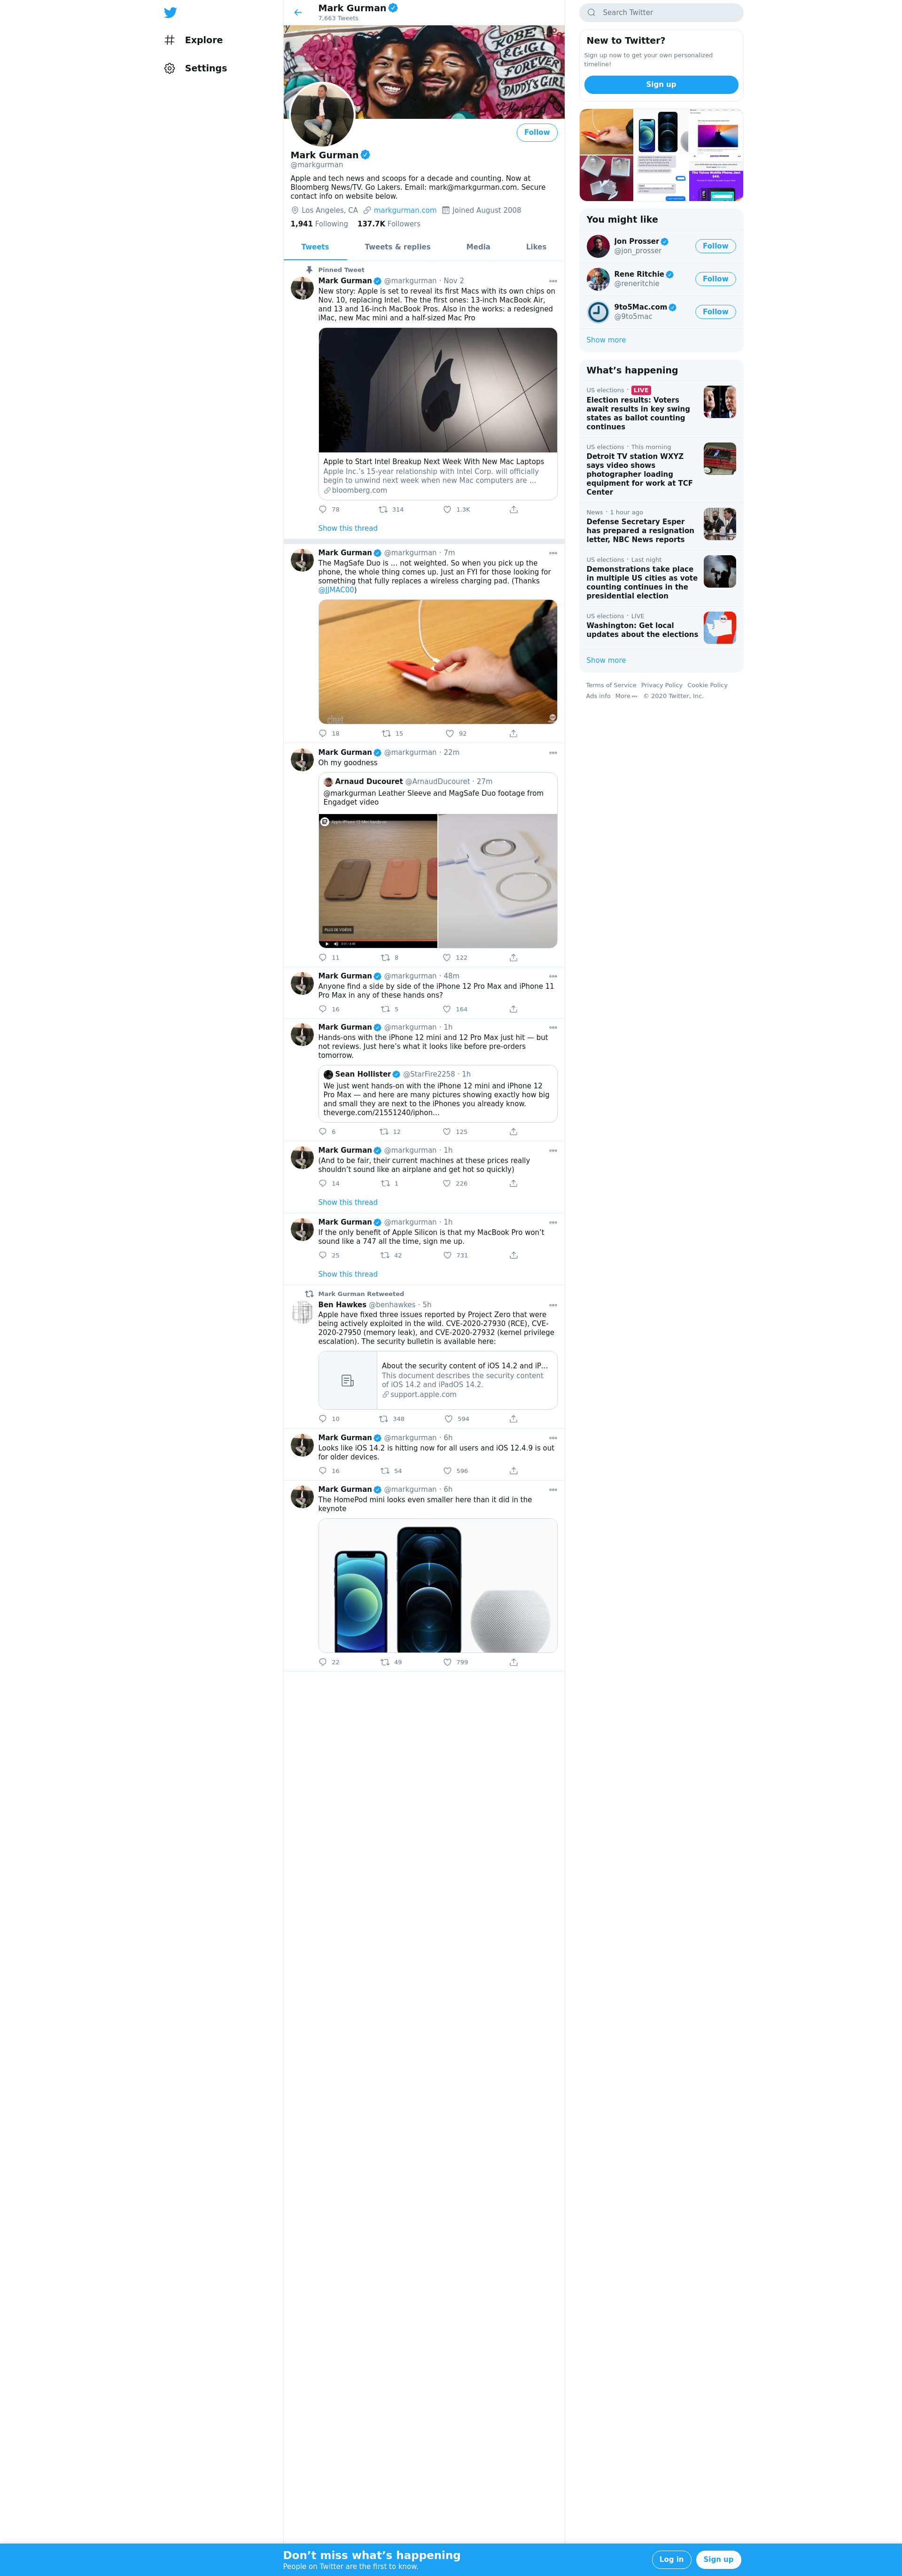 Explore
Settings
Mark Gurman
7,663 Tweets
KOBE
GIGI
FOREVER
DADDY'S GIRL
Follow
Mark Gurman
@markgurman
Apple and tech news and scoops for a decade and counting. Now at
Bloomberg News/TV. Go Lakers. Email: mark@markgurman.com. Secure
contact info on website below.
Los Angeles, CA markgurman.com Joined August 2008
1,941 Following 137.7K Followers
Tweets Tweets & replies Media Likes
Pinned Tweet
Mark Gurman @markgurman · Nov 2
New story: Apple is set to reveal its first Macs with its own chips on
Nov. 10, replacing Intel. The the first ones: 13-inch MacBook Air,
and 13 and 16-inch MacBook Pros. Also in the works: a redesigned
iMac, new Mac mini and a half-sized Mac Pro
Apple to Start Intel Breakup Next Week With New Mac Laptops
Apple Inc.’s 15-year relationship with Intel Corp. will officially
begin to unwind next week when new Mac computers are ...
bloomberg.com
78 314 1.3K
Show this thread
Mark Gurman @markgurman · 7m
The MagSafe Duo is ... not weighted. So when you pick up the
phone, the whole thing comes up. Just an FYI for those looking for
something that fully replaces a wireless charging pad. (Thanks
@JJMAC00)
18 15 92
Mark Gurman @markgurman · 22m
Oh my goodness
Arnaud Ducouret @ArnaudDucouret · 27m
@markgurman Leather Sleeve and MagSafe Duo footage from
Engadget video
PLUS DE VIDÉOS
11 8 122
Mark Gurman @markgurman · 48m
Anyone find a side by side of the iPhone 12 Pro Max and iPhone 11
Pro Max in any of these hands ons?
16 5 164
Mark Gurman @markgurman · 1h
Hands-ons with the iPhone 12 mini and 12 Pro Max just hit — but
not reviews. Just here’s what it looks like before pre-orders
tomorrow.
Sean Hollister @StarFire2258 · 1h
We just went hands-on with the iPhone 12 mini and iPhone 12
Pro Max — and here are many pictures showing exactly how big
and small they are next to the iPhones you already know.
theverge.com/21551240/iphon…
6 12 125
Mark Gurman @markgurman · 1h
(And to be fair, their current machines at these prices really
shouldn’t sound like an airplane and get hot so quickly)
14 1 226
Show this thread
Mark Gurman @markgurman · 1h
If the only benefit of Apple Silicon is that my MacBook Pro won’t
sound like a 747 all the time, sign me up.
25 42 731
Show this thread
Mark Gurman Retweeted
Ben Hawkes @benhawkes · 5h
Apple have fixed three issues reported by Project Zero that were
being actively exploited in the wild. CVE-2020-27930 (RCE), CVE-
2020-27950 (memory leak), and CVE-2020-27932 (kernel privilege
escalation). The security bulletin is available here:
About the security content of iOS 14.2 and iP…
This document describes the security content
of iOS 14.2 and iPadOS 14.2.
support.apple.com
10 348 594
Mark Gurman @markgurman · 6h
Looks like iOS 14.2 is hitting now for all users and iOS 12.4.9 is out
for older devices.
16 54 596
Mark Gurman @markgurman · 6h
The HomePod mini looks even smaller here than it did in the
keynote
22 49 799
Search Twitter
New to Twitter?
Sign up now to get your own personalized
timeline!
Sign up
You might like
Jon Prosser
@jon_prosser
Follow
Rene Ritchie
@reneritchie
Follow
9to5Mac.com
@9to5mac
Follow
Show more
What’s happening
US elections · LIVE
Election results: Voters
await results in key swing
states as ballot counting
continues
US elections · This morning
Detroit TV station WXYZ
says video shows
photographer loading
equipment for work at TCF
Center
News · 1 hour ago
Defense Secretary Esper
has prepared a resignation
letter, NBC News reports
US elections · Last night
Demonstrations take place
in multiple US cities as vote
counting continues in the
presidential election
US elections · LIVE
Washington: Get local
updates about the elections
Show more
Terms of Service Privacy Policy Cookie Policy
Ads info More © 2020 Twitter, Inc.
Don’t miss what’s happening
People on Twitter are the first to know.
Log in Sign up